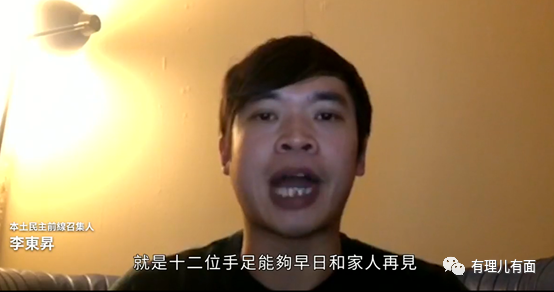 本土民主前線召集人
李東昇
就是十二位手足能夠早日和家人再見
有理儿有面